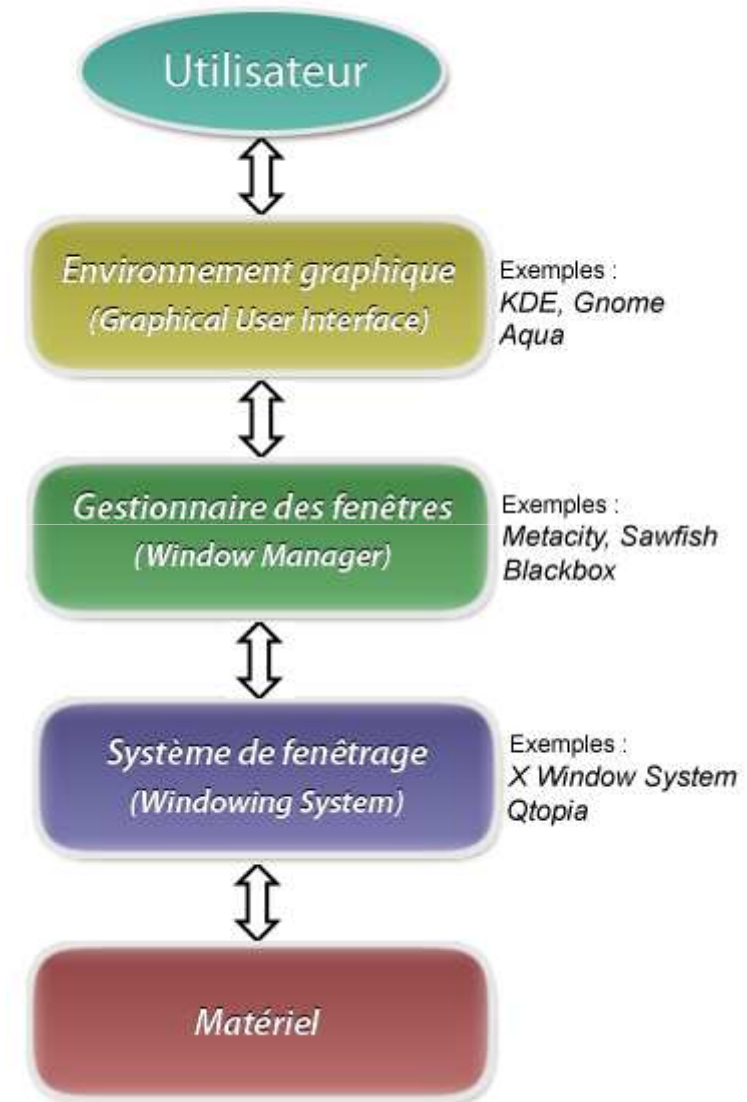 Utilisateur
Environnement graphique
(Graphical User Interface)
Exemples :
KDE, Gnome
Aqua
Gestionnaire des fenêtres
(Window Manager)
Exemples :
Metacity, Sawfish
Blackbox
Système de fenêtrage
(Windowing System)
Exemples :
X Window System
Qtopia
Matériel